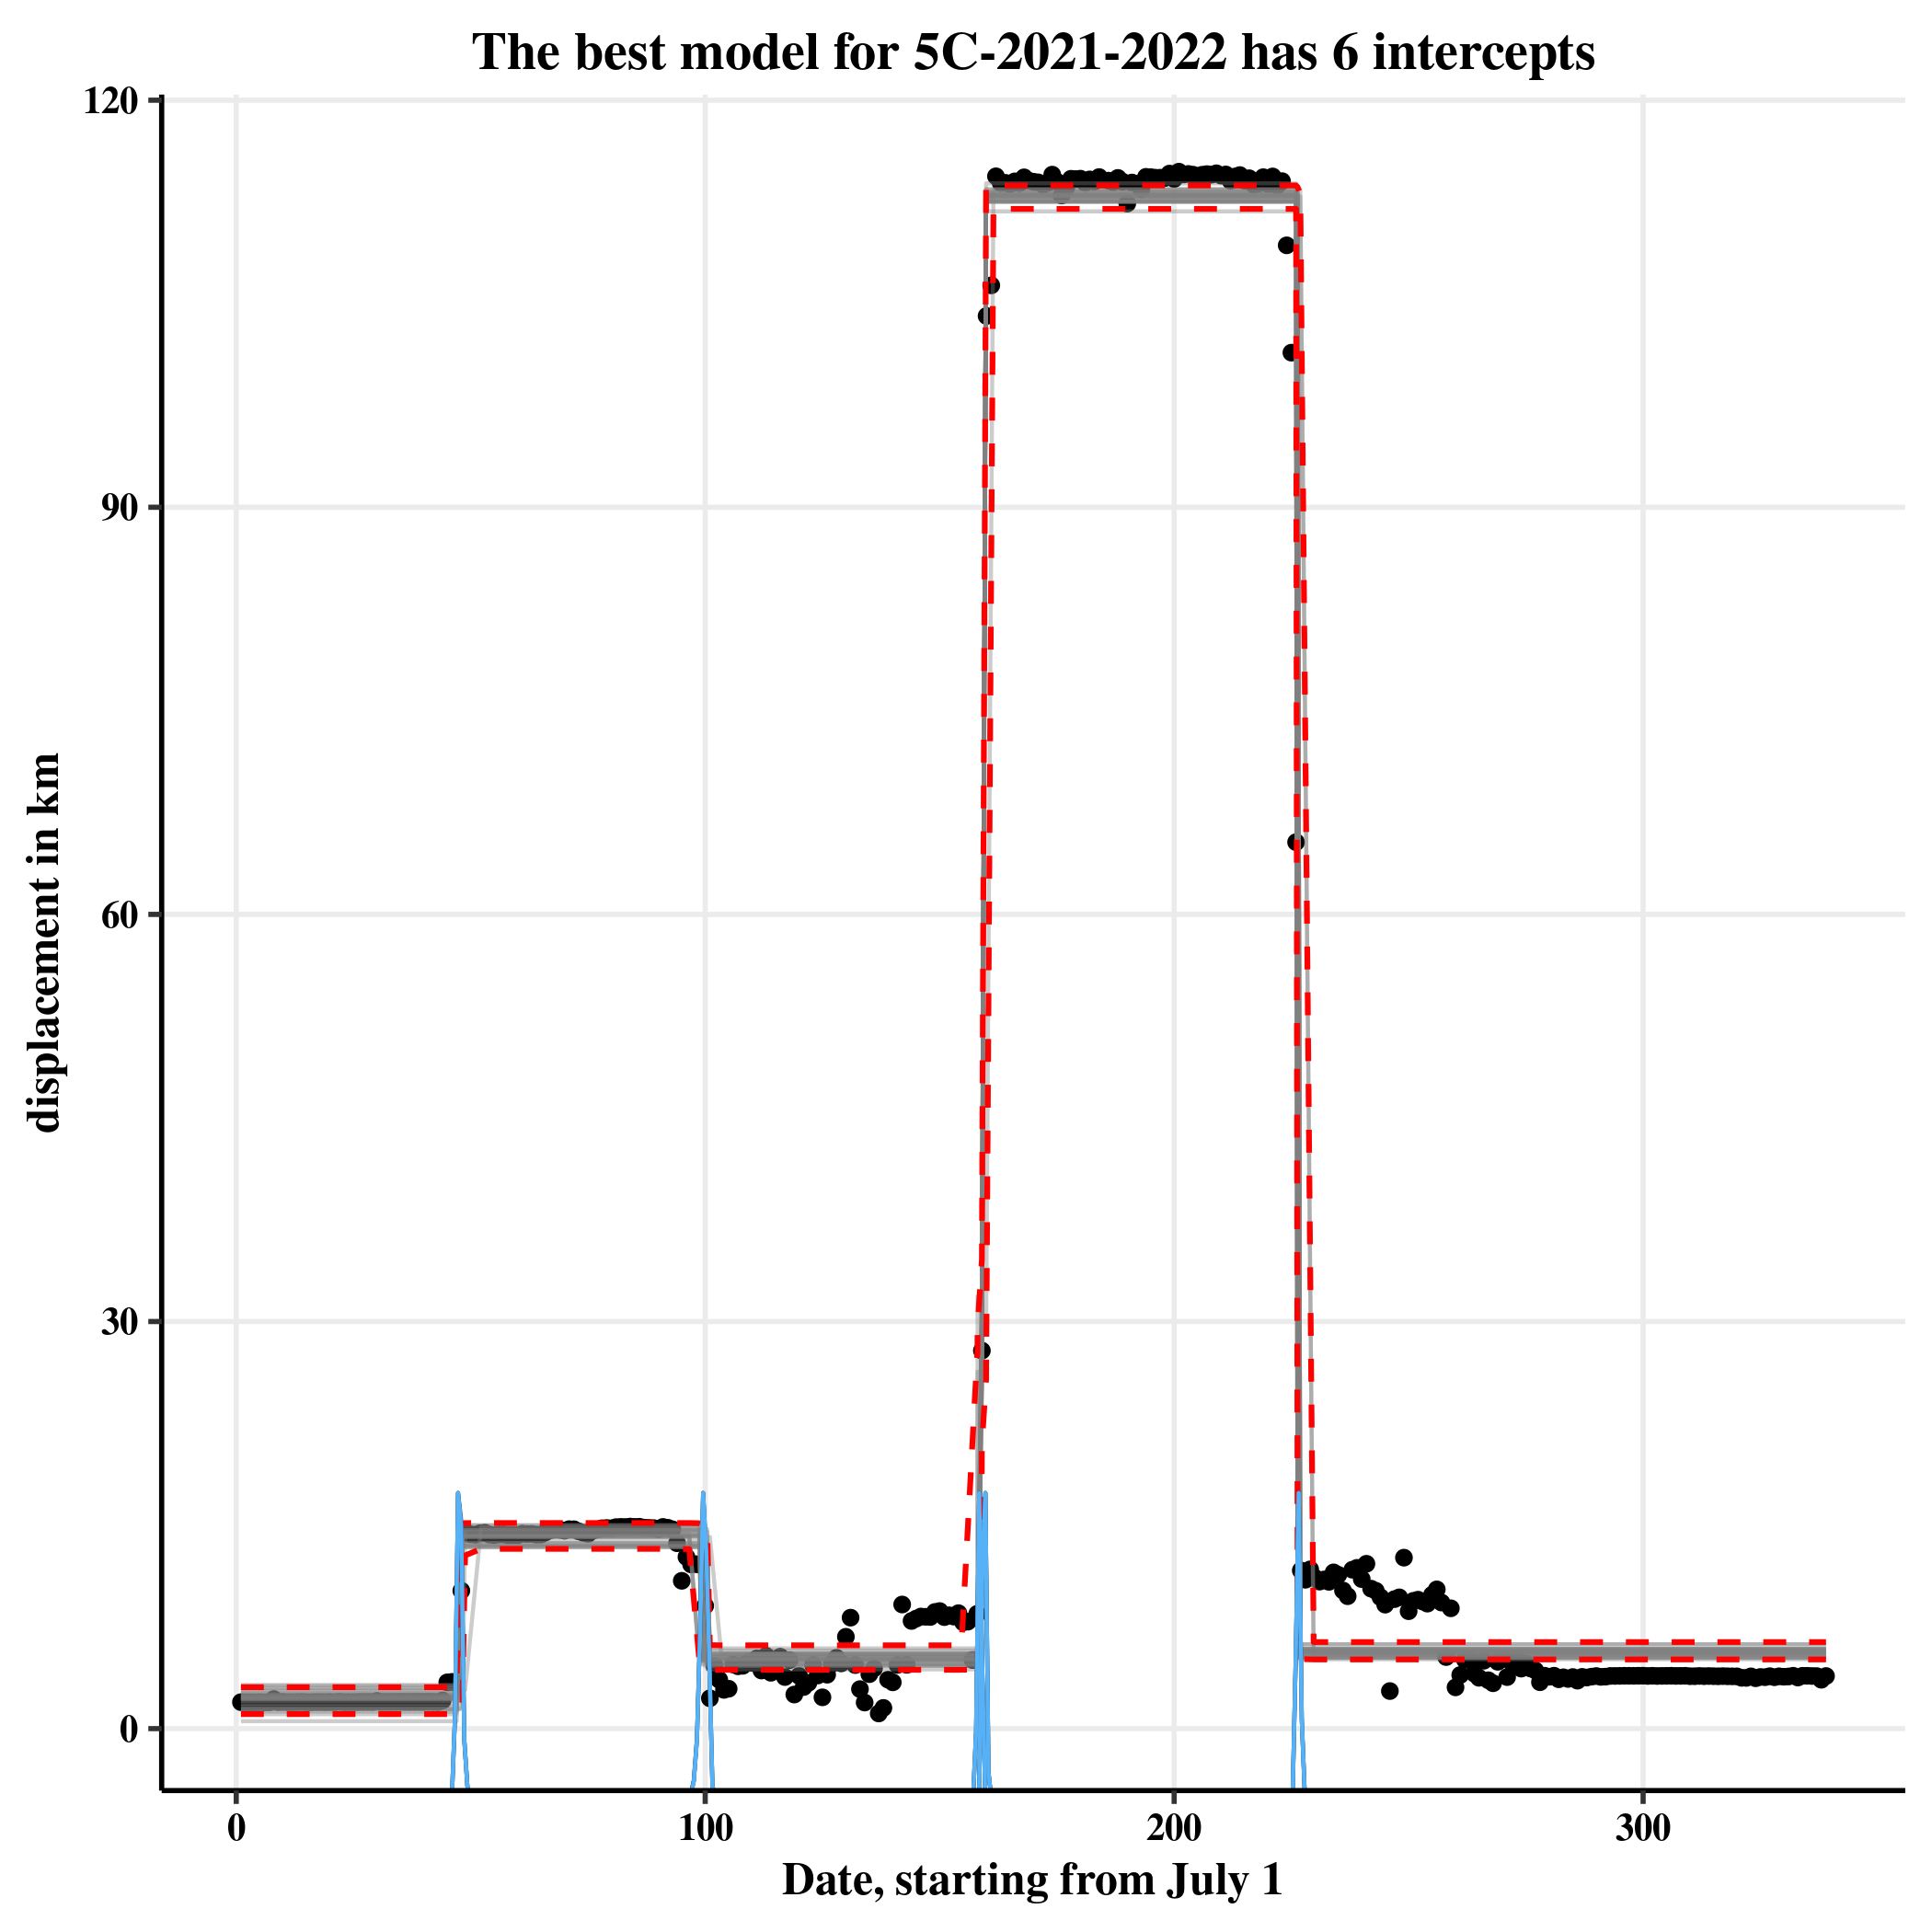 The best model for 5C-2021-2022 has 6 intercepts
120
90
60
30
0
displacement in km
0 100 200 300
Date, starting from July 1